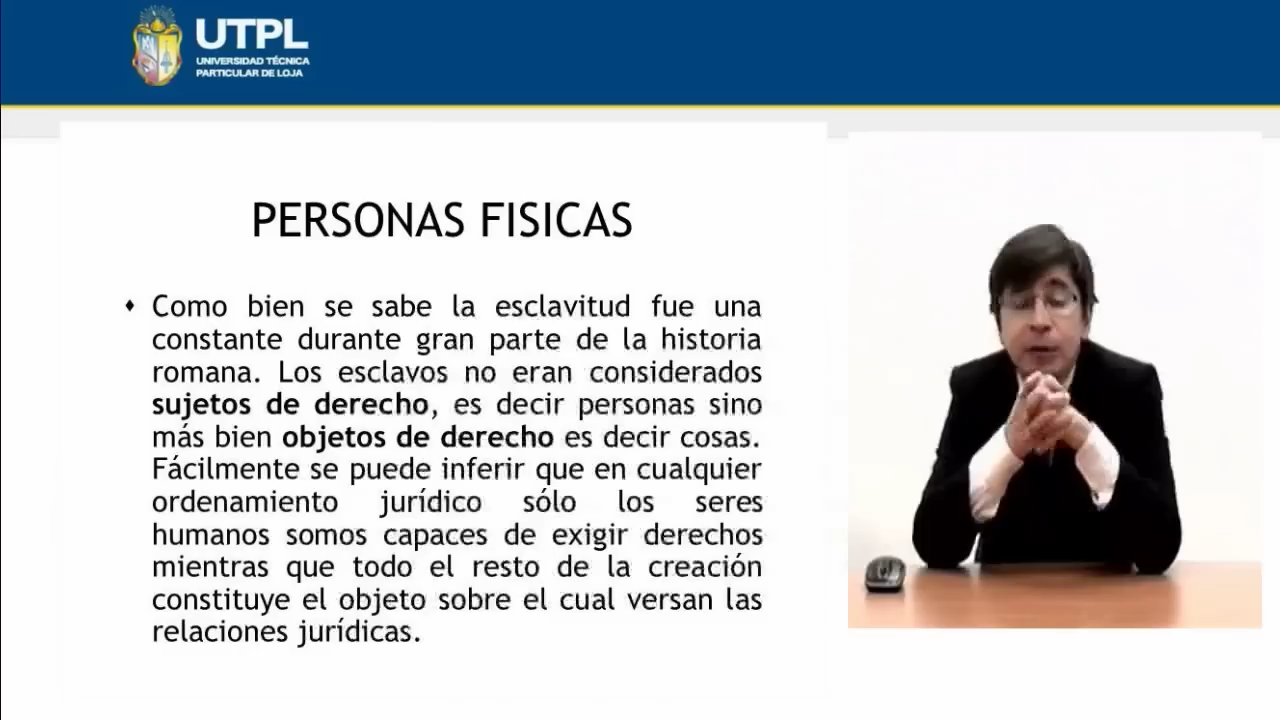 UTPL
UNIVERSIDAD TÉCNICA
PARTICULAR DE LOJA
PERSONAS FISICAS
Como bien se sabe la esclavitud fue una
constante durante gran parte de la historia
romana. Los esclavos no eran considerados
sujetos de derecho, es decir personas sino
más bien objetos de derecho es decir cosas.
Fácilmente se puede inferir que en cualquier
ordenamiento jurídico sólo los seres
humanos somos capaces de exigir derechos
mientras que todo el resto de la creación
constituye el objeto sobre el cual versan las
relaciones jurídicas.